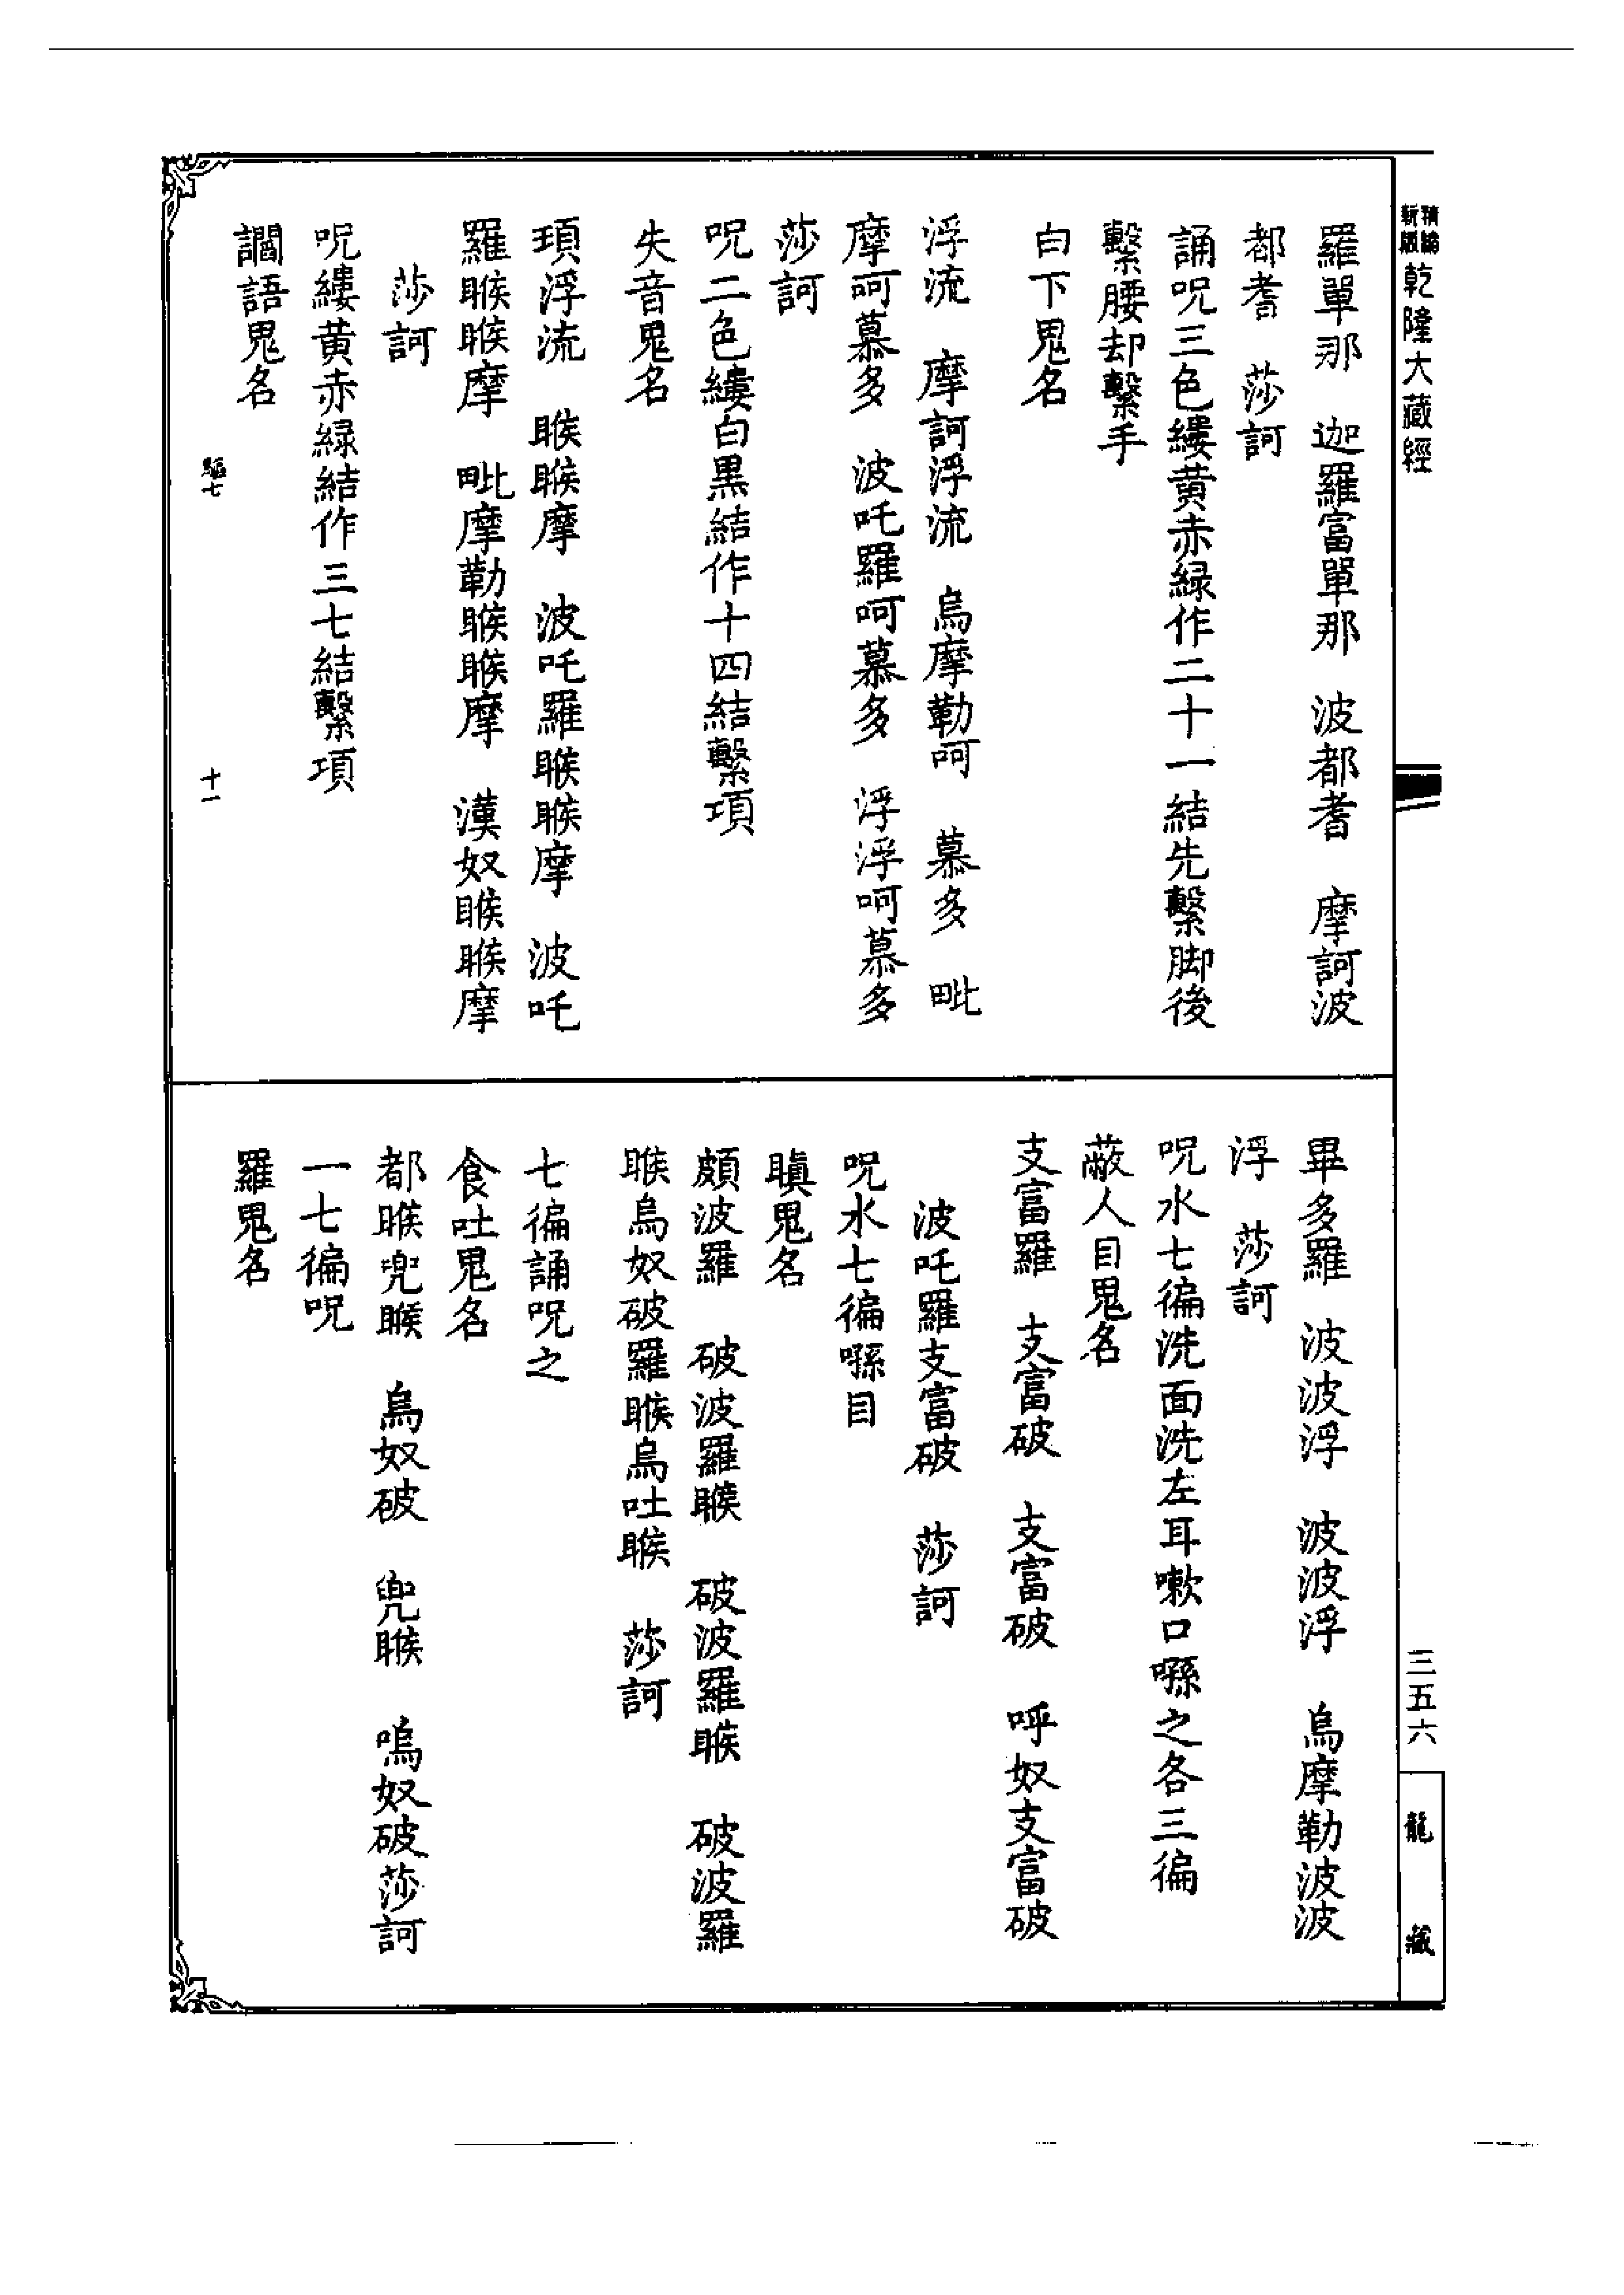 乾隆大藏經
羅單那　迦羅富單那　波都耆　摩訶波
都耆　莎訶
誦呪三色縷黄赤緑作二十一結先繫脚後
繫腰却繫手
白下鬼名
浮流　摩訶浮流　烏摩勒呵　慕多　毗
摩呵慕多　波吒羅呵慕多　浮浮呵慕多
莎訶
呪二色縷白黒結作十四結繫項
失音鬼名
項浮流　睺睺摩　波吒羅睺睺摩　波吒
羅睺睺摩　毗摩勒睺睺摩　漢奴睺睺摩
莎訶
呪縷黄赤緑結作三七結繫項
讇語鬼名
驅七　十一
畢多羅　波波浮　波波浮　烏摩勒波波
浮　莎訶
呪水七徧洗面洗左耳嗽口噀之各三徧
蔽人目鬼名
支富羅　支富破　支富破　呼奴支富破
波吒羅支富破　莎訶
呪水七徧噀目
瞋鬼名
頗波羅　破波羅睺　破波羅睺　破波羅
睺烏奴破羅睺烏吐睺　莎訶
七徧誦呪之
食吐鬼名
都睺兜睺　烏奴破　兜睺　嗚奴破莎訶
一七徧呪
羅鬼名
三五六
龍藏